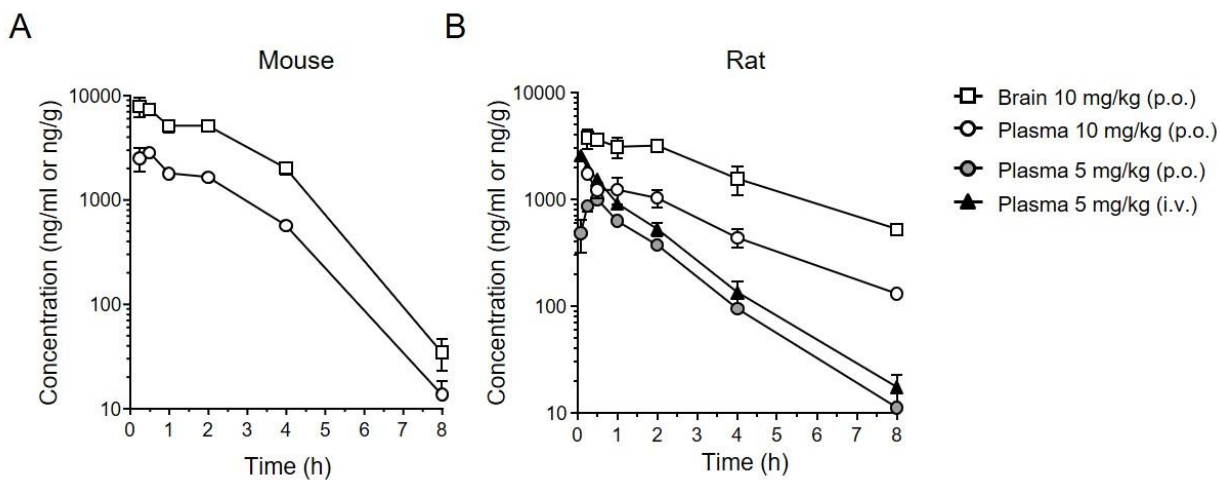 A
Mouse
Concentration (ng/ml or ng/g)
10000
1000
100
10
0 1 2 3 4 5 6 7 8
Time (h)
B
Rat
Concentration (ng/ml or ng/g)
10000
1000
100
10
0 1 2 3 4 5 6 7 8
Time (h)
Brain 10 mg/kg (p.o.)
Plasma 10 mg/kg (p.o.)
Plasma 5 mg/kg (p.o.)
Plasma 5 mg/kg (i.v.)